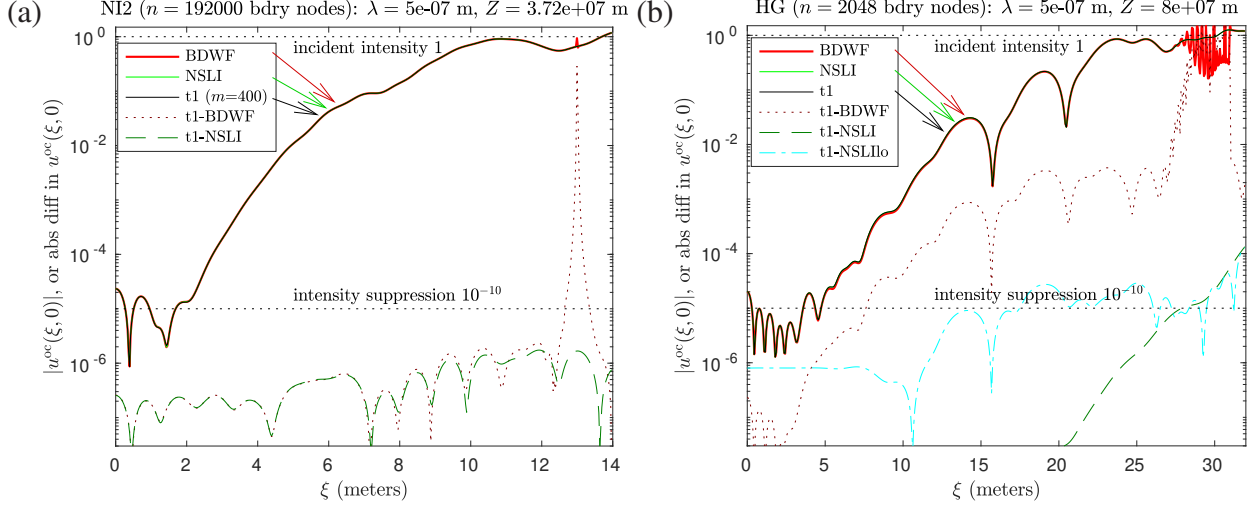 (a)
NI2 (n = 192000 bdry nodes): λ = 5e-07 m, Z = 3.72e+07 m
|u^oc(ξ, 0)|, or abs diff in u^oc(ξ, 0)
10^0
10^−2
10^−4
10^−6
BDWF
NSLI
t1 (m=400)
t1-BDWF
t1-NSLI
incident intensity 1
intensity suppression 10^−10
0 2 4 6 8 10 12 14
ξ (meters)
(b)
HG (n = 2048 bdry nodes): λ = 5e-07 m, Z = 8e+07 m
|u^oc(ξ, 0)|, or abs diff in u^oc(ξ, 0)
10^0
10^−2
10^−4
10^−6
BDWF
NSLI
t1
t1-BDWF
t1-NSLI
t1-NSLIlo
incident intensity 1
intensity suppression 10^−10
0 5 10 15 20 25 30
ξ (meters)